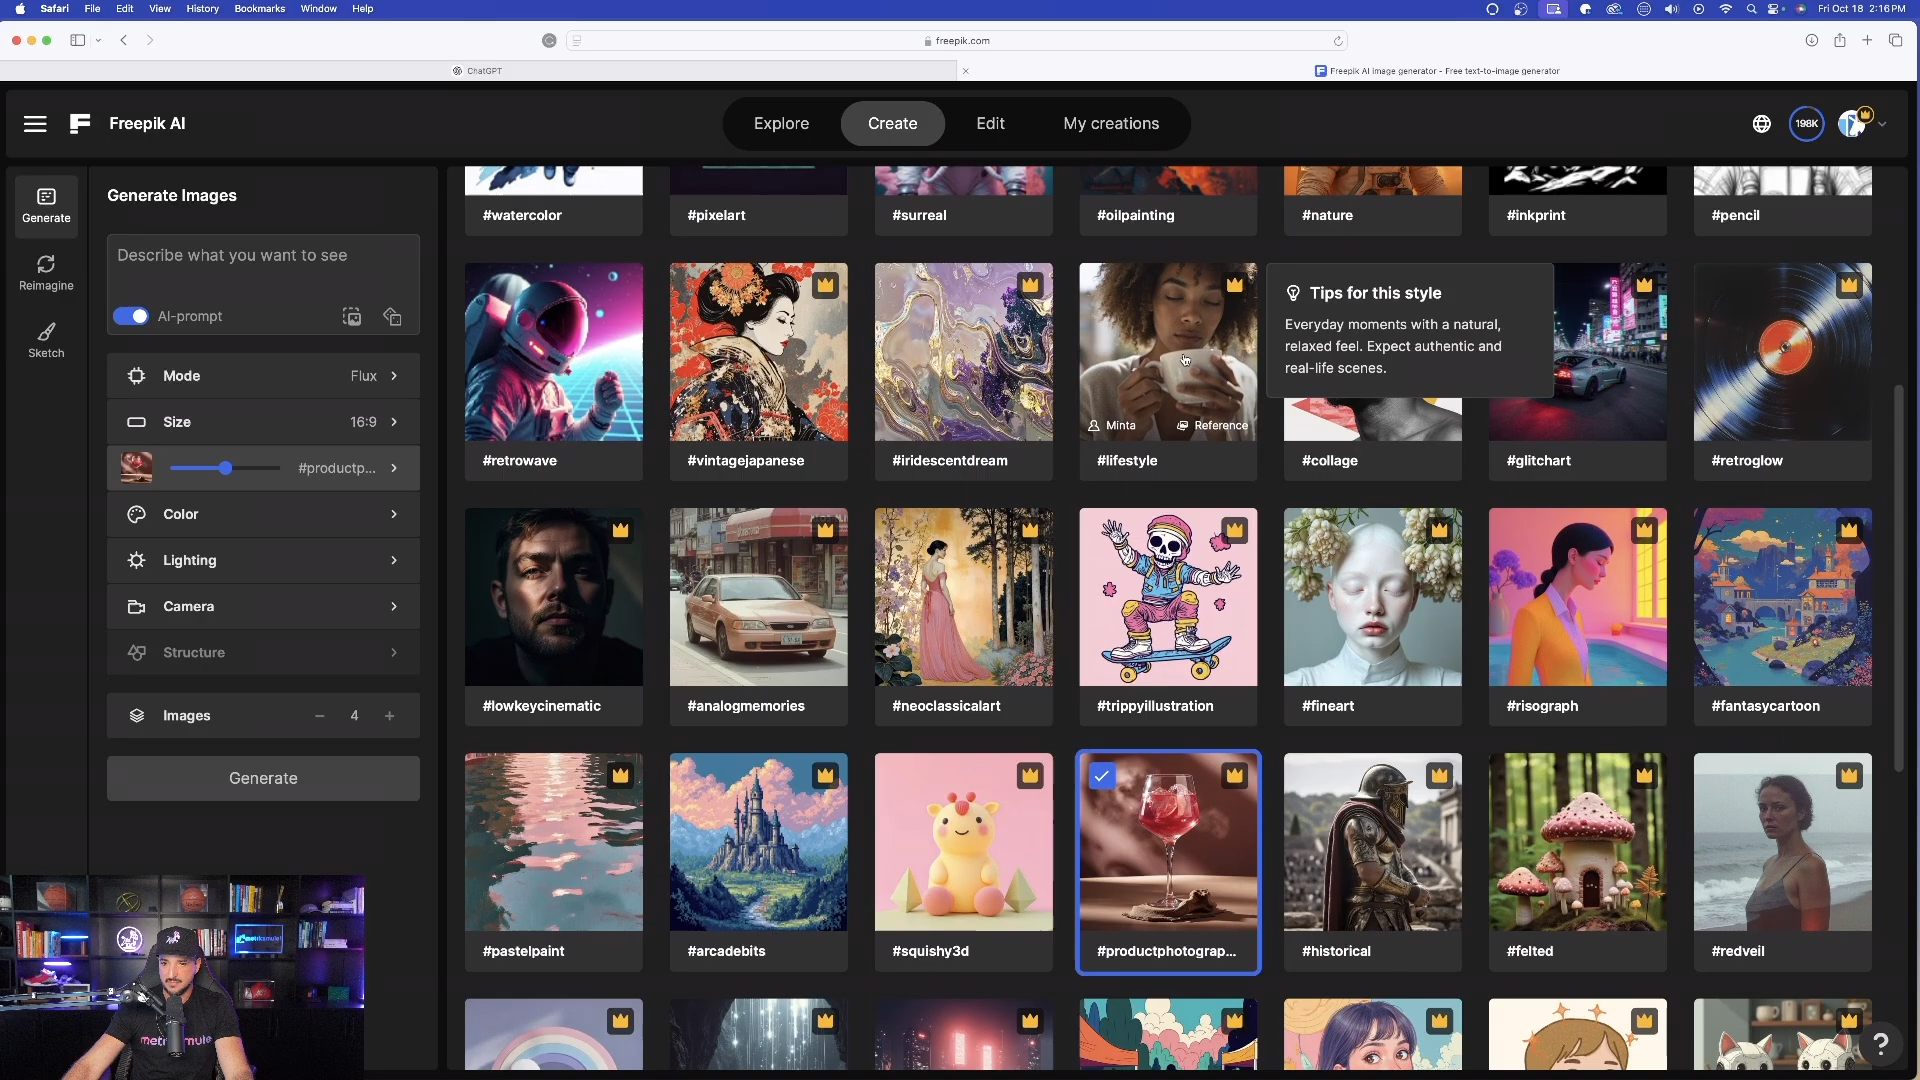 Safari File Edit View History Bookmarks Window Help
Fri Oct 18 2:16PM
freepik.com
ChatGPT
Freepik AI image generator - Free text-to-image generator
Freepik AI
Explore
Create
Edit
My creations
198K
Generate
Reimagine
Sketch
Generate Images
Describe what you want to see
AI-prompt
Mode Flux
Size 16:9
#productp...
Color
Lighting
Camera
Structure
Images 4
Generate
#watercolor
#pixelart
#surreal
#oilpainting
#nature
#inkprint
#pencil
Tips for this style
Everyday moments with a natural,
relaxed feel. Expect authentic and
real-life scenes.
Minta
Reference
#retrowave
#vintagejapanese
#iridescentdream
#lifestyle
#collage
#glitchart
#retroglow
#lowkeycinematic
#analogmemories
#neoclassicalart
#trippyillustration
#fineart
#risograph
#fantasycartoon
#pastelpaint
#arcadebits
#squishy3d
#productphotograp...
#historical
#felted
#redveil
?